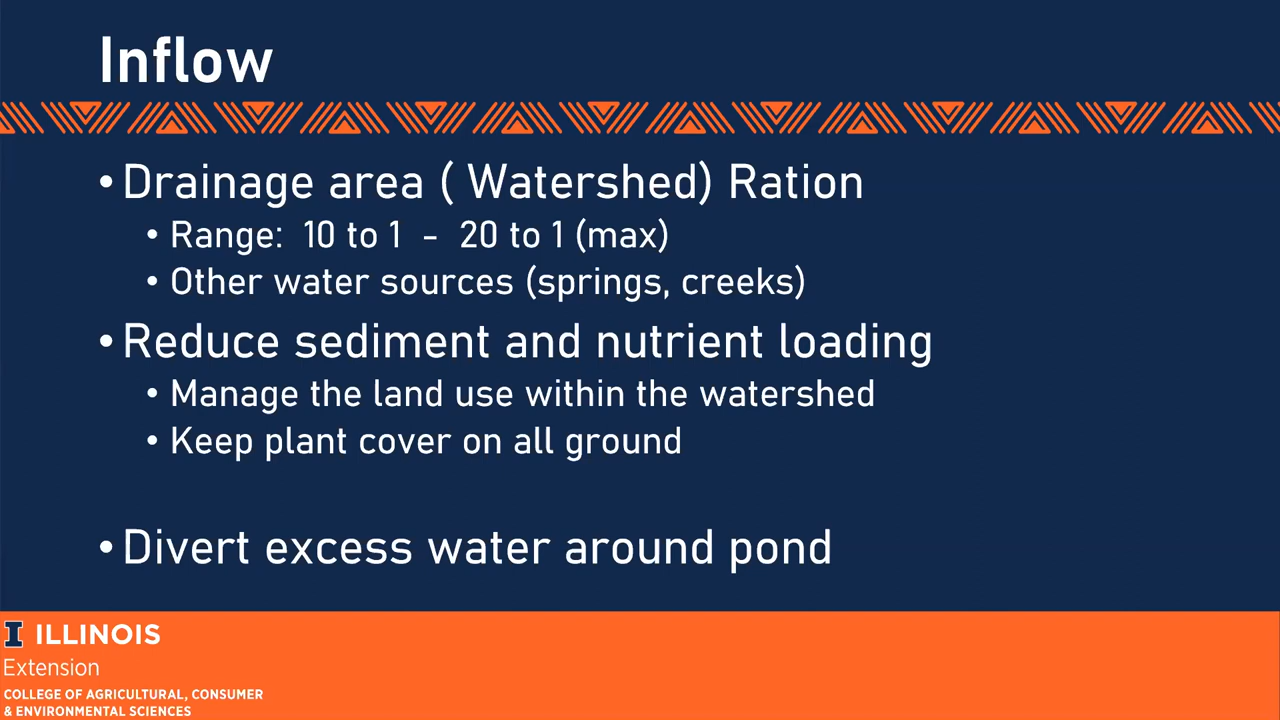 Inflow
• Drainage area ( Watershed) Ration
• Range:  10 to 1  -  20 to 1 (max)
• Other water sources (springs, creeks)
• Reduce sediment and nutrient loading
• Manage the land use within the watershed
• Keep plant cover on all ground
• Divert excess water around pond
I ILLINOIS
Extension
COLLEGE OF AGRICULTURAL, CONSUMER
& ENVIRONMENTAL SCIENCES